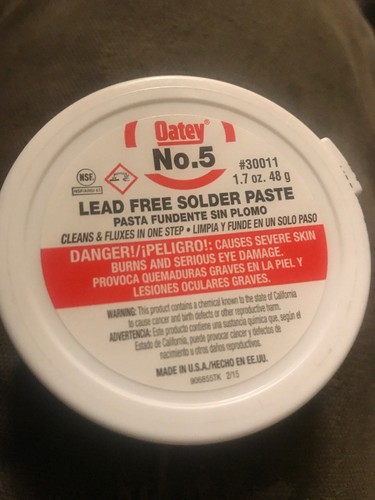 Oatey®
No.5
#30011
1.7 oz. 48 g
NSF
LEAD FREE SOLDER PASTE
PASTA FUNDENTE SIN PLOMO
CLEANS & FLUXES IN ONE STEP • LIMPIA Y FUNDE EN UN SOLO PASO
DANGER!/¡PELIGRO!: CAUSES SEVERE SKIN
BURNS AND SERIOUS EYE DAMAGE.
PROVOCA QUEMADURAS GRAVES EN LA PIEL Y
LESIONES OCULARES GRAVES.
WARNING: This product contains a chemical known to the state of California
to cause cancer and birth defects or other reproductive harm.
ADVERTENCIA: Este producto contiene una sustancia química que, según el
Estado de California, puede provocar cáncer y defectos de
nacimiento u otros daños reproductivos.
MADE IN U.S.A./HECHO EN EE.UU.
90685STK 2/15